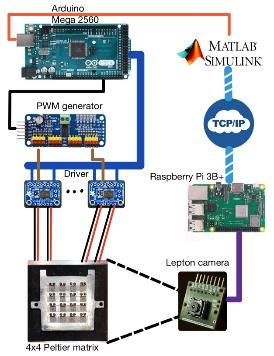 Arduino
Mega 2560
MATLAB
SIMULINK
PWM generator
TCP/IP
Driver
Raspberry Pi 3B+
Lepton camera
4x4 Peltier matrix